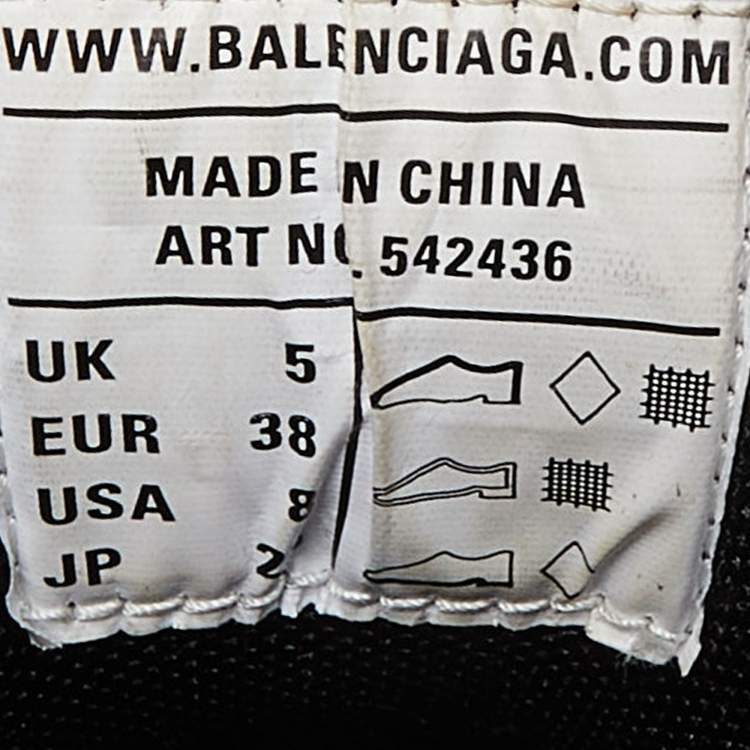 WWW.BALENCIAGA.COM
MADE IN CHINA
ART NO. 542436
UK 5
EUR 38
USA 8
JP